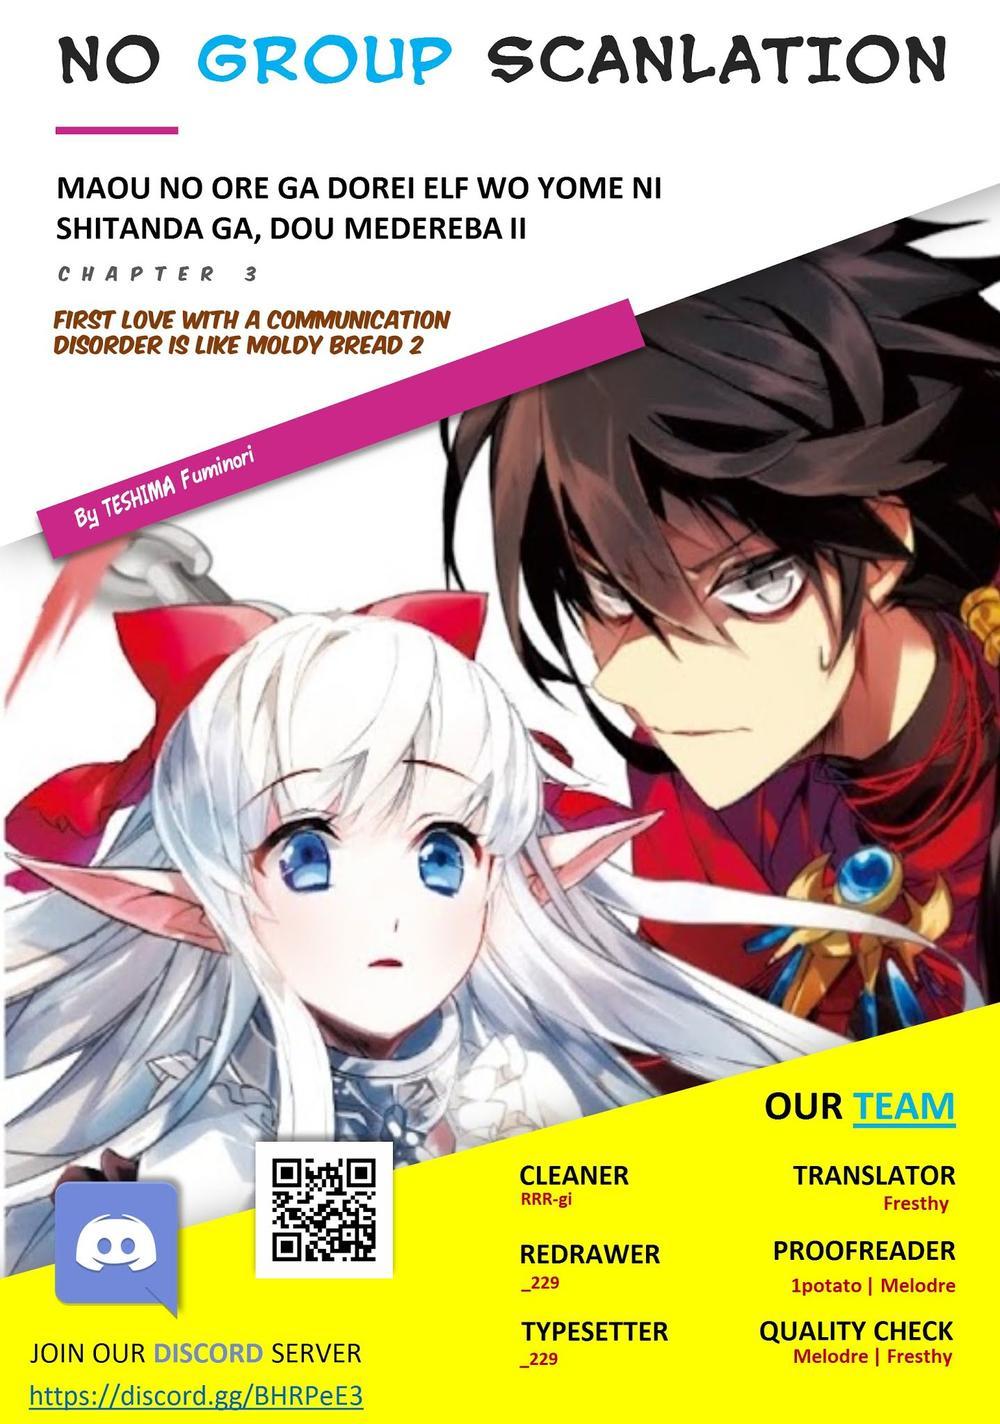 NO GROUP SCANLATION
MAOU NO ORE GA DOREI ELF WO YOME NI
SHITANDA GA, DOU MEDEREBA II
CHAPTER 3
FIRST LOVE WITH A COMMUNICATION
DISORDER IS LIKE MOLDY BREAD 2
By TESHIMA Fuminori
OUR TEAM
CLEANER
RRR-gi
TRANSLATOR
Fresthy
REDRAWER
_229
PROOFREADER
1potato | Melodre
TYPESETTER
_229
QUALITY CHECK
Melodre | Fresthy
JOIN OUR DISCORD SERVER
https://discord.gg/BHRPeE3